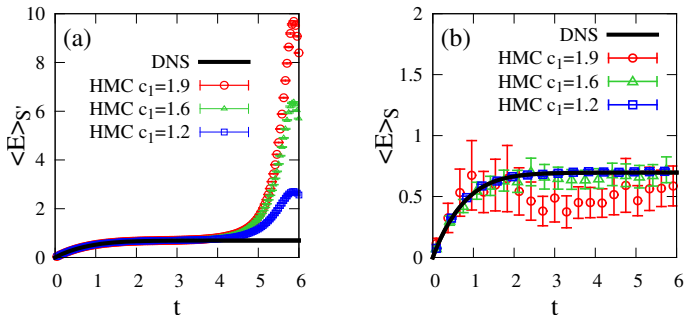 (a)
DNS
HMC c₁=1.9
HMC c₁=1.6
HMC c₁=1.2
<E>S'
10
8
6
4
2
0
0 1 2 3 4 5 6
t
(b)
DNS
HMC c₁=1.9
HMC c₁=1.6
HMC c₁=1.2
<E>S
2
1.5
1
0.5
0
0 1 2 3 4 5 6
t